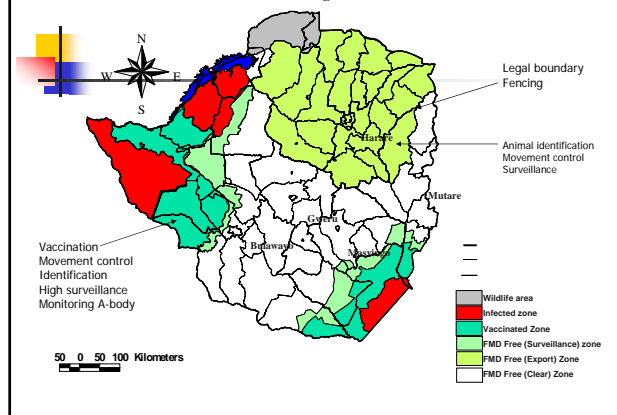 N
W E
S
Legal boundary
Fencing
Harare
Animal identification
Movement control
Surveillance
Mutare
Gweru
Bulawayo
Masvingo
Vaccination
Movement control
Identification
High surveillance
Monitoring A-body
Wildlife area
Infected zone
Vaccinated Zone
FMD Free (Surveillance) zone
FMD Free (Export) Zone
FMD Free (Clear) Zone
50 0 50 100 Kilometers